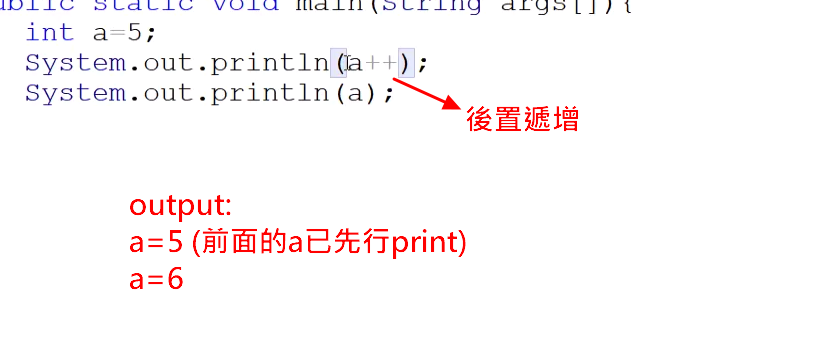 public static void main(String args[]){
int a=5;
System.out.println(a++);
System.out.println(a);
後置遞增
output:
a=5 (前面的a已先行print)
a=6